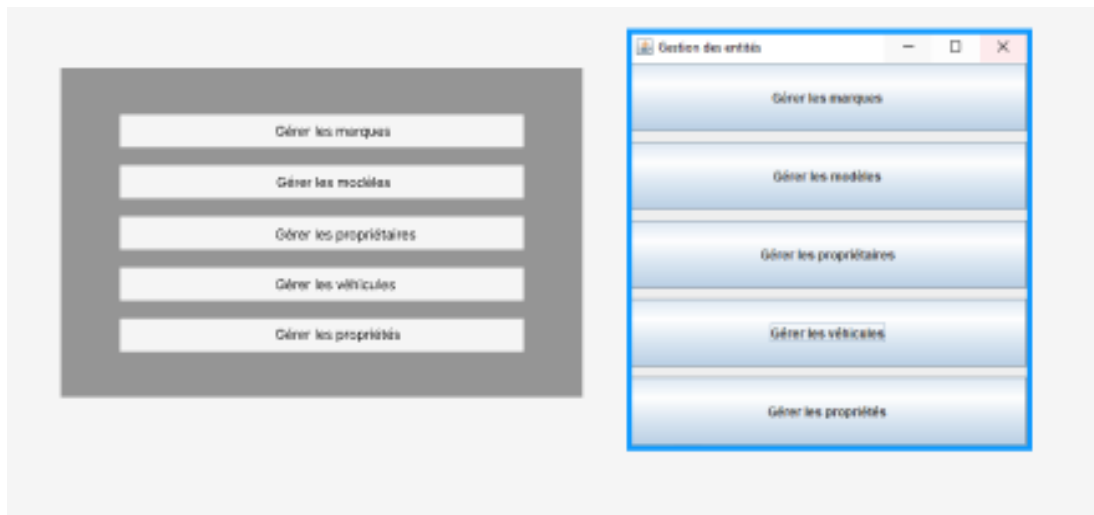 Gérer les marques
Gérer les modèles
Gérer les propriétaires
Gérer les véhicules
Gérer les propriétés
Gestion des entités
Gérer les marques
Gérer les modèles
Gérer les propriétaires
Gérer les véhicules
Gérer les propriétés